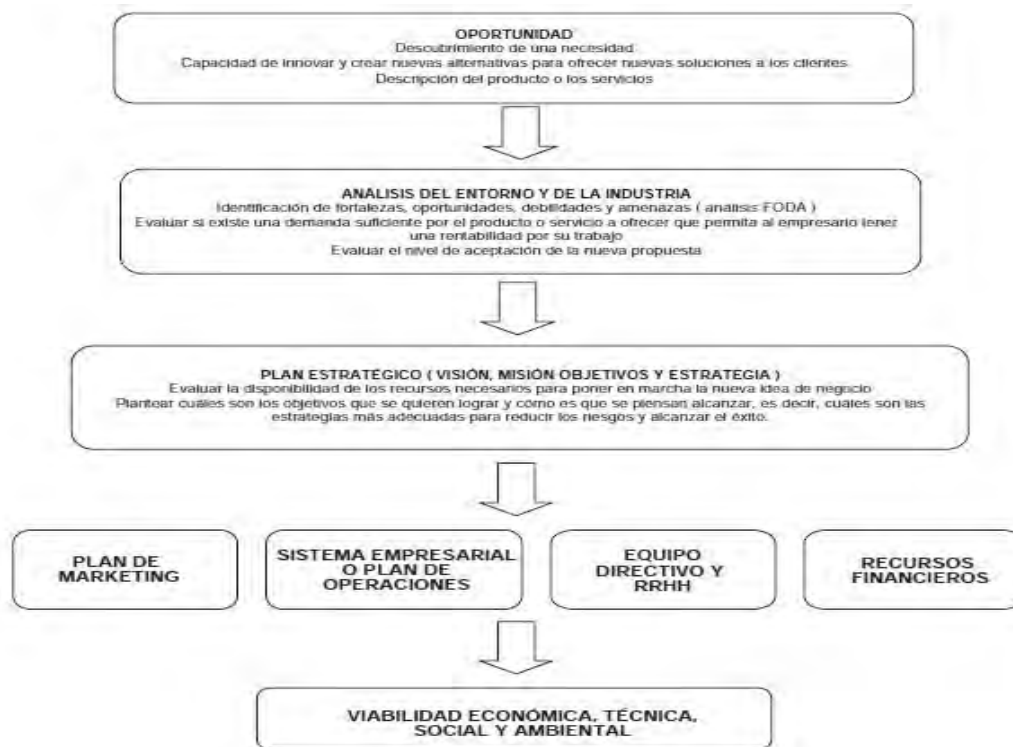 OPORTUNIDAD
Descubrimiento de una necesidad
Capacidad de innovar y crear nuevas alternativas para ofrecer nuevas soluciones a los clientes
Descripción del producto o los servicios
ANÁLISIS DEL ENTORNO Y DE LA INDUSTRIA
Identificación de fortalezas, oportunidades, debilidades y amenazas ( análisis FODA )
Evaluar si existe una demanda suficiente por el producto o servicio a ofrecer que permita al empresario tener
una rentabilidad por su trabajo
Evaluar el nivel de aceptación de la nueva propuesta
PLAN ESTRATÉGICO ( VISIÓN, MISIÓN OBJETIVOS Y ESTRATEGIA )
Evaluar la disponibilidad de los recursos necesarios para poner en marcha la nueva idea de negocio
Plantear cuáles son los objetivos que se quieren lograr y cómo es que se piensan alcanzar, es decir, cuáles son las
estrategias más adecuadas para reducir los riesgos y alcanzar el éxito.
PLAN DE
MARKETING
SISTEMA EMPRESARIAL
O PLAN DE
OPERACIONES
EQUIPO
DIRECTIVO Y
RRHH
RECURSOS
FINANCIEROS
VIABILIDAD ECONÓMICA, TÉCNICA,
SOCIAL Y AMBIENTAL